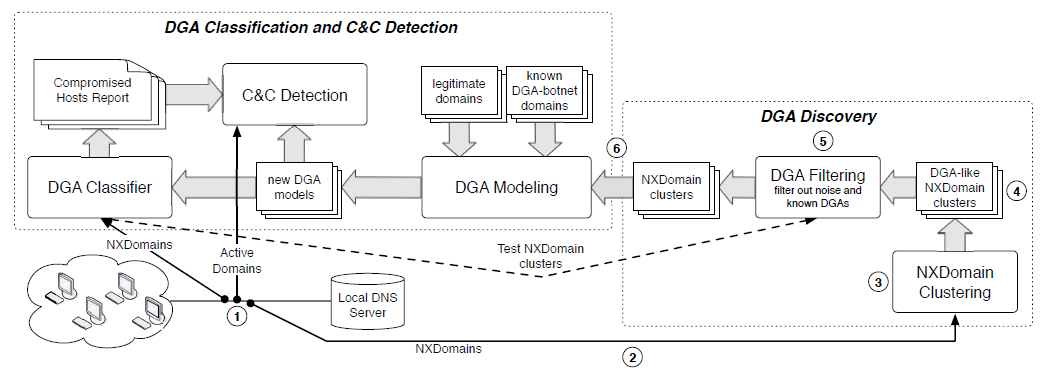 DGA Classification and C&C Detection
Compromised
Hosts Report
C&C Detection
legitimate
domains
known
DGA-botnet
domains
DGA Classifier
new DGA
models
DGA Modeling
DGA Discovery
5
6
NXDomain
clusters
DGA Filtering
filter out noise and
known DGAs
DGA-like
NXDomain
clusters
4
NXDomains
Active
Domains
Test NXDomain
clusters
3
NXDomain
Clustering
Local DNS
Server
1
NXDomains
2